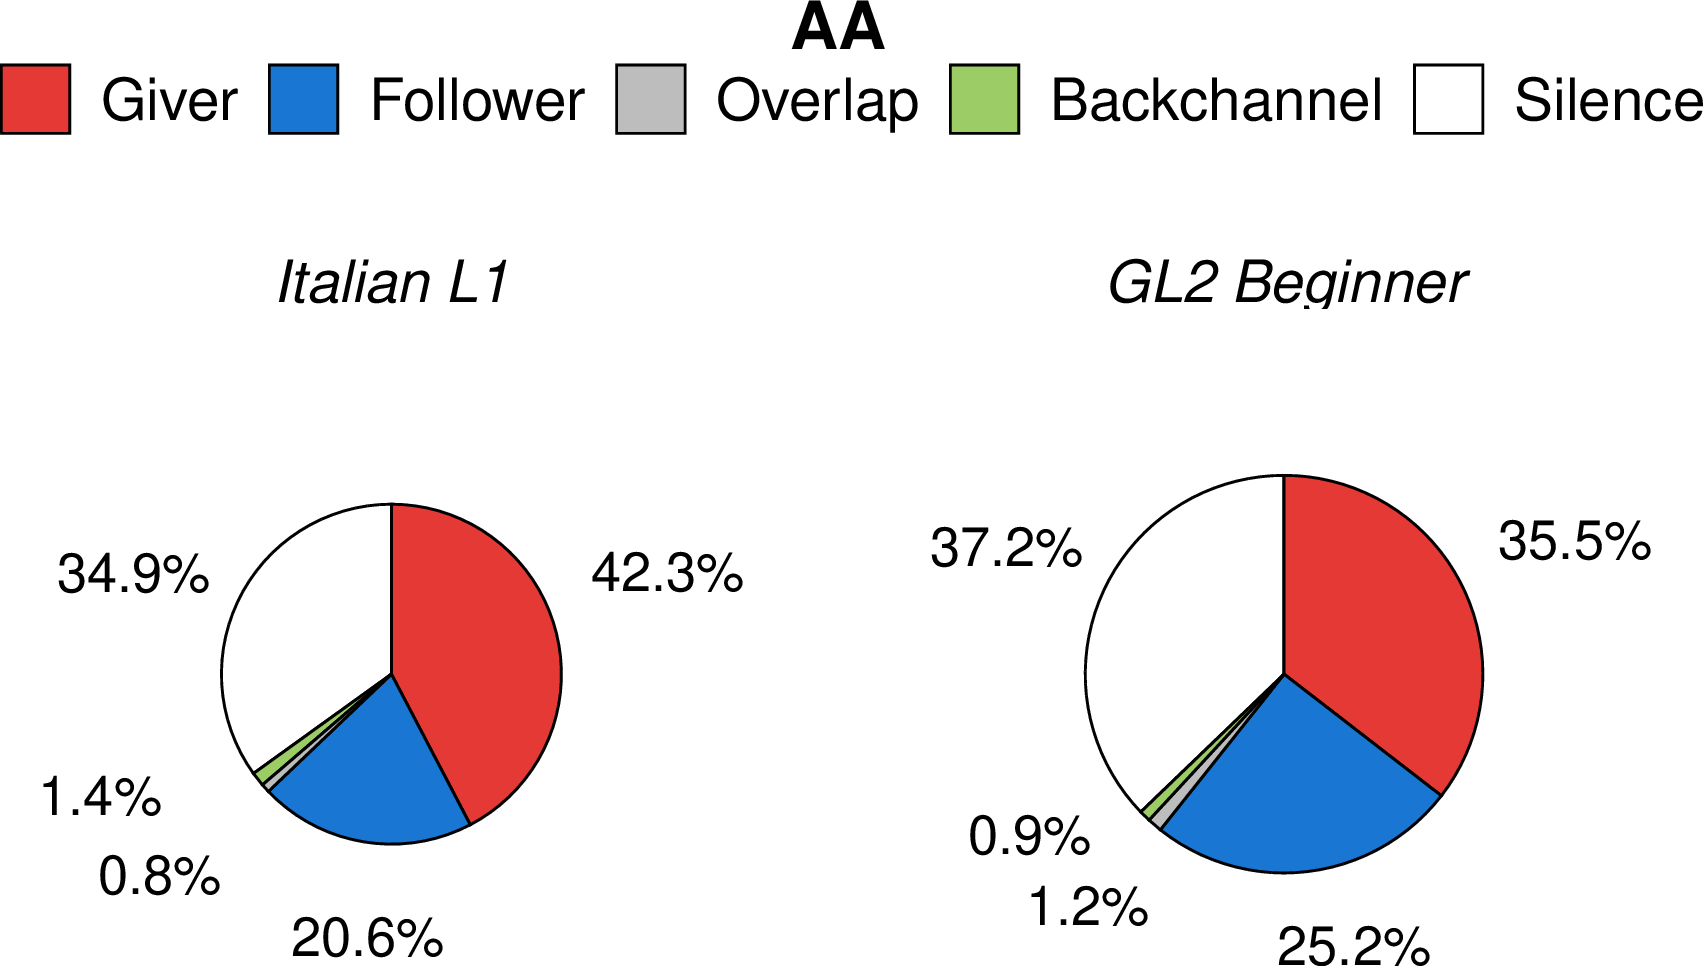 AA
Giver Follower Overlap Backchannel Silence
Italian L1 GL2 Beginner
34.9% 42.3% 37.2% 35.5%
1.4% 0.9%
0.8% 1.2%
20.6% 25.2%